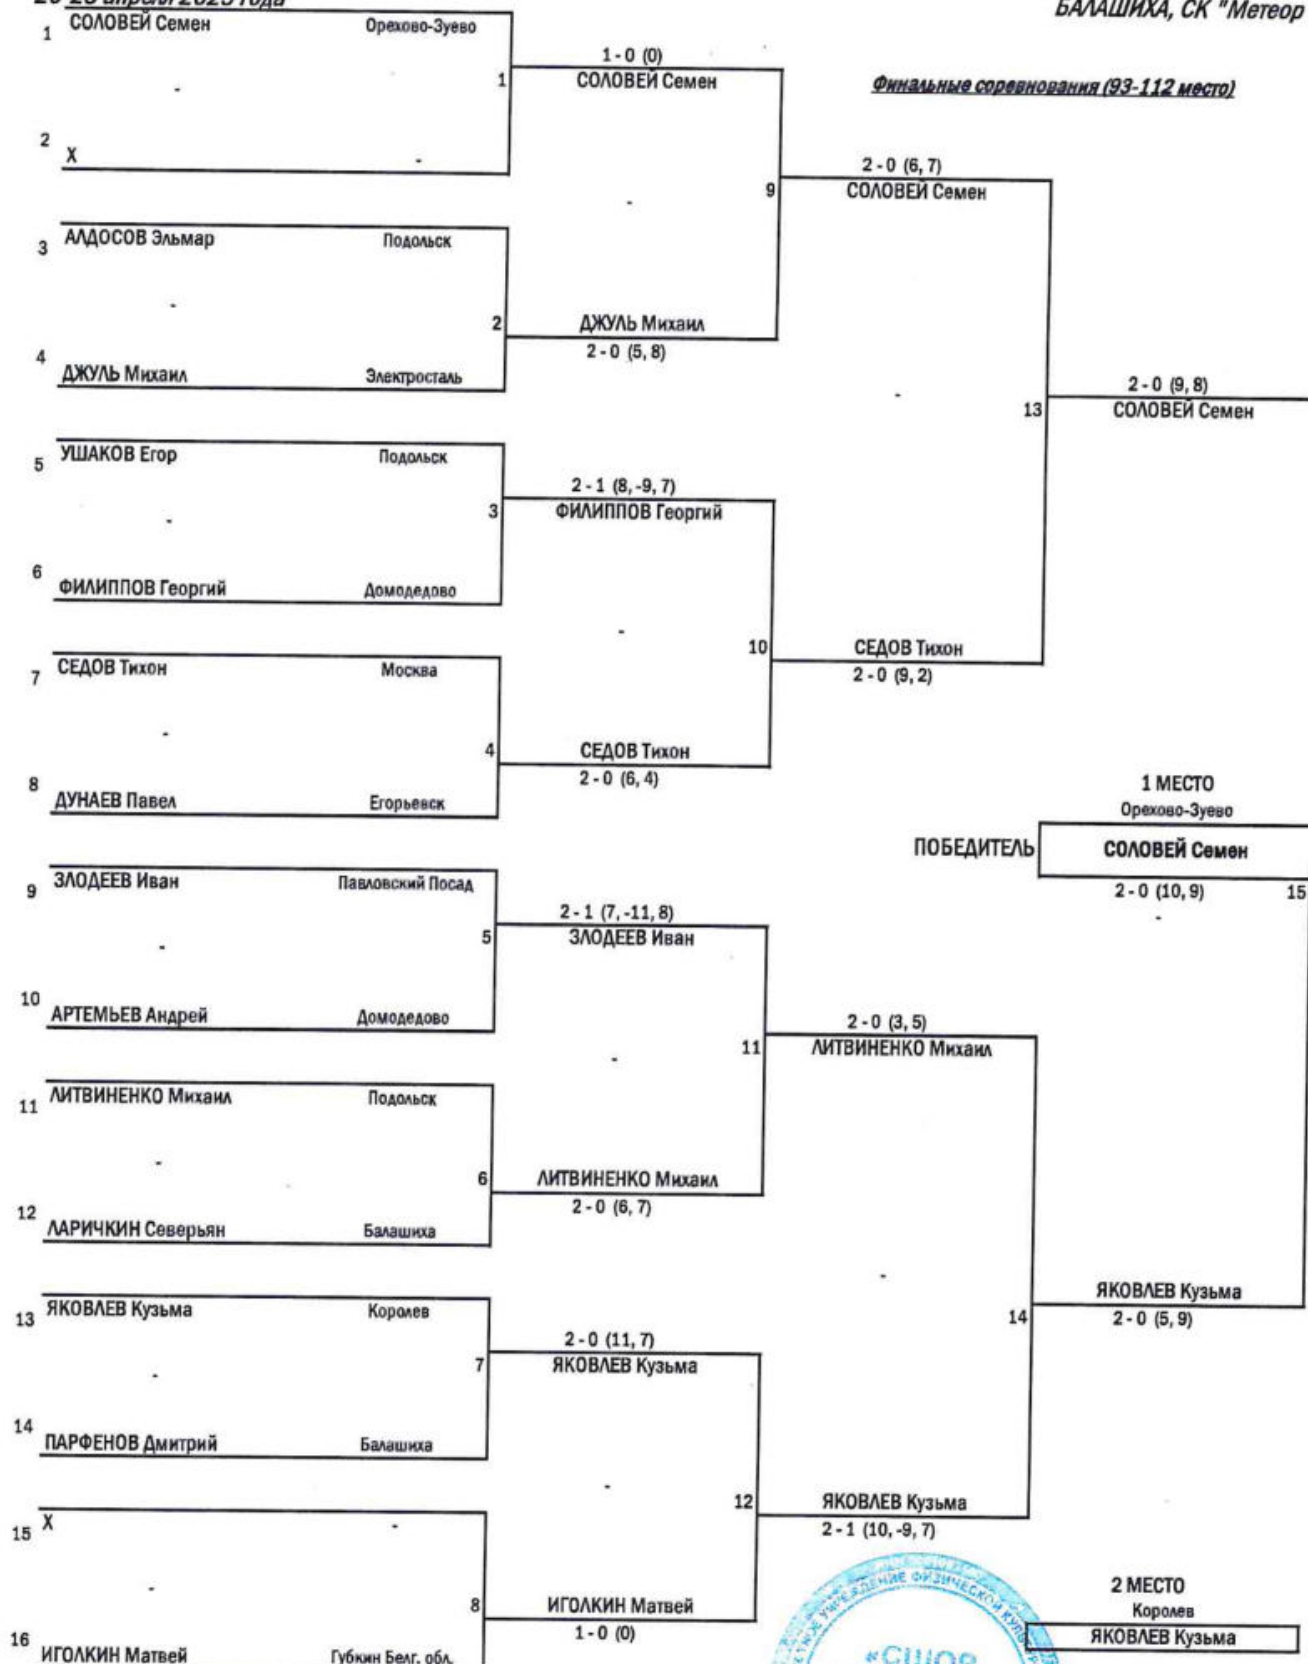 апреля 2025 года
БАЛАШИХА, СК "Метеор
Финальные соревнования (93-112 место)
1 СОЛОВЕЙ Семен Орехово-Зуево
1 - 0 (0)
1 СОЛОВЕЙ Семен
2 X -
2 - 0 (6, 7)
9 СОЛОВЕЙ Семен
3 АЛДОСОВ Эльмар Подольск
2 ДЖУЛЬ Михаил
2 - 0 (5, 8)
4 ДЖУЛЬ Михаил Электросталь
2 - 0 (9, 8)
13 СОЛОВЕЙ Семен
5 УШАКОВ Егор Подольск
2 - 1 (8, -9, 7)
3 ФИЛИППОВ Георгий
6 ФИЛИППОВ Георгий Домодедово
10 СЕДОВ Тихон
2 - 0 (9, 2)
7 СЕДОВ Тихон Москва
4 СЕДОВ Тихон
2 - 0 (6, 4)
8 ДУНАЕВ Павел Егорьевск
1 МЕСТО
Орехово-Зуево
ПОБЕДИТЕЛЬ СОЛОВЕЙ Семен
2 - 0 (10, 9) 15
9 ЗЛОДЕЕВ Иван Павловский Посад
2 - 1 (7, -11, 8)
5 ЗЛОДЕЕВ Иван
10 АРТЕМЬЕВ Андрей Домодедово
2 - 0 (3, 5)
11 ЛИТВИНЕНКО Михаил
11 ЛИТВИНЕНКО Михаил Подольск
6 ЛИТВИНЕНКО Михаил
2 - 0 (6, 7)
12 ЛАРИЧКИН Северьян Балашиха
14 ЯКОВЛЕВ Кузьма
2 - 0 (5, 9)
13 ЯКОВЛЕВ Кузьма Королев
2 - 0 (11, 7)
7 ЯКОВЛЕВ Кузьма
14 ПАРФЕНОВ Дмитрий Балашиха
12 ЯКОВЛЕВ Кузьма
2 - 1 (10, -9, 7)
15 X -
8 ИГОЛКИН Матвей
1 - 0 (0)
16 ИГОЛКИН Матвей Губкин Белг. обл.
2 МЕСТО
Королев
ЯКОВЛЕВ Кузьма
УЧРЕЖДЕНИЕ ФИЗИЧЕСКОЙ
«СШОР